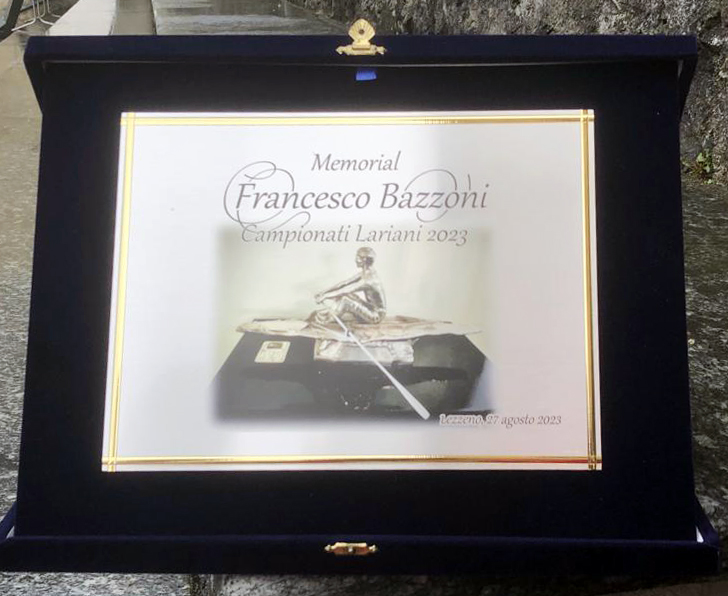 Memorial
Francesco Bazzoni
Campionati Lariani 2023
Lezzeno, 27 agosto 2023